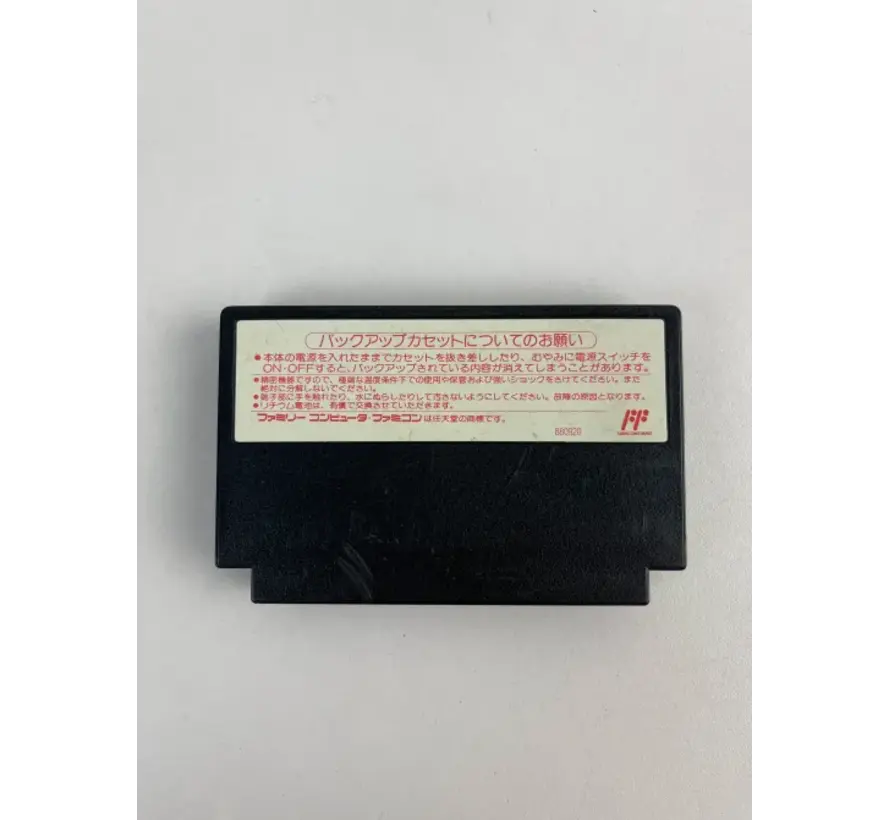 バックアップカセットについてのお願い
●本体の電源を入れたままでカセットを抜き差ししたり、むやみに電源スイッチを
ON・OFFすると、バックアップされている内容が消えてしまうことがあります。
●精密機器ですので、極端な温度条件下での使用や保管および強いショックをさけてください。また
絶対に分解しないでください。
●端子部に手を触れたり、水にぬらしたりして汚さないようにしてください。故障の原因となります。
●リチウム電池は、有償で交換させていただきます。
ファミリーコンピュータ・ファミコンは任天堂の商標です。